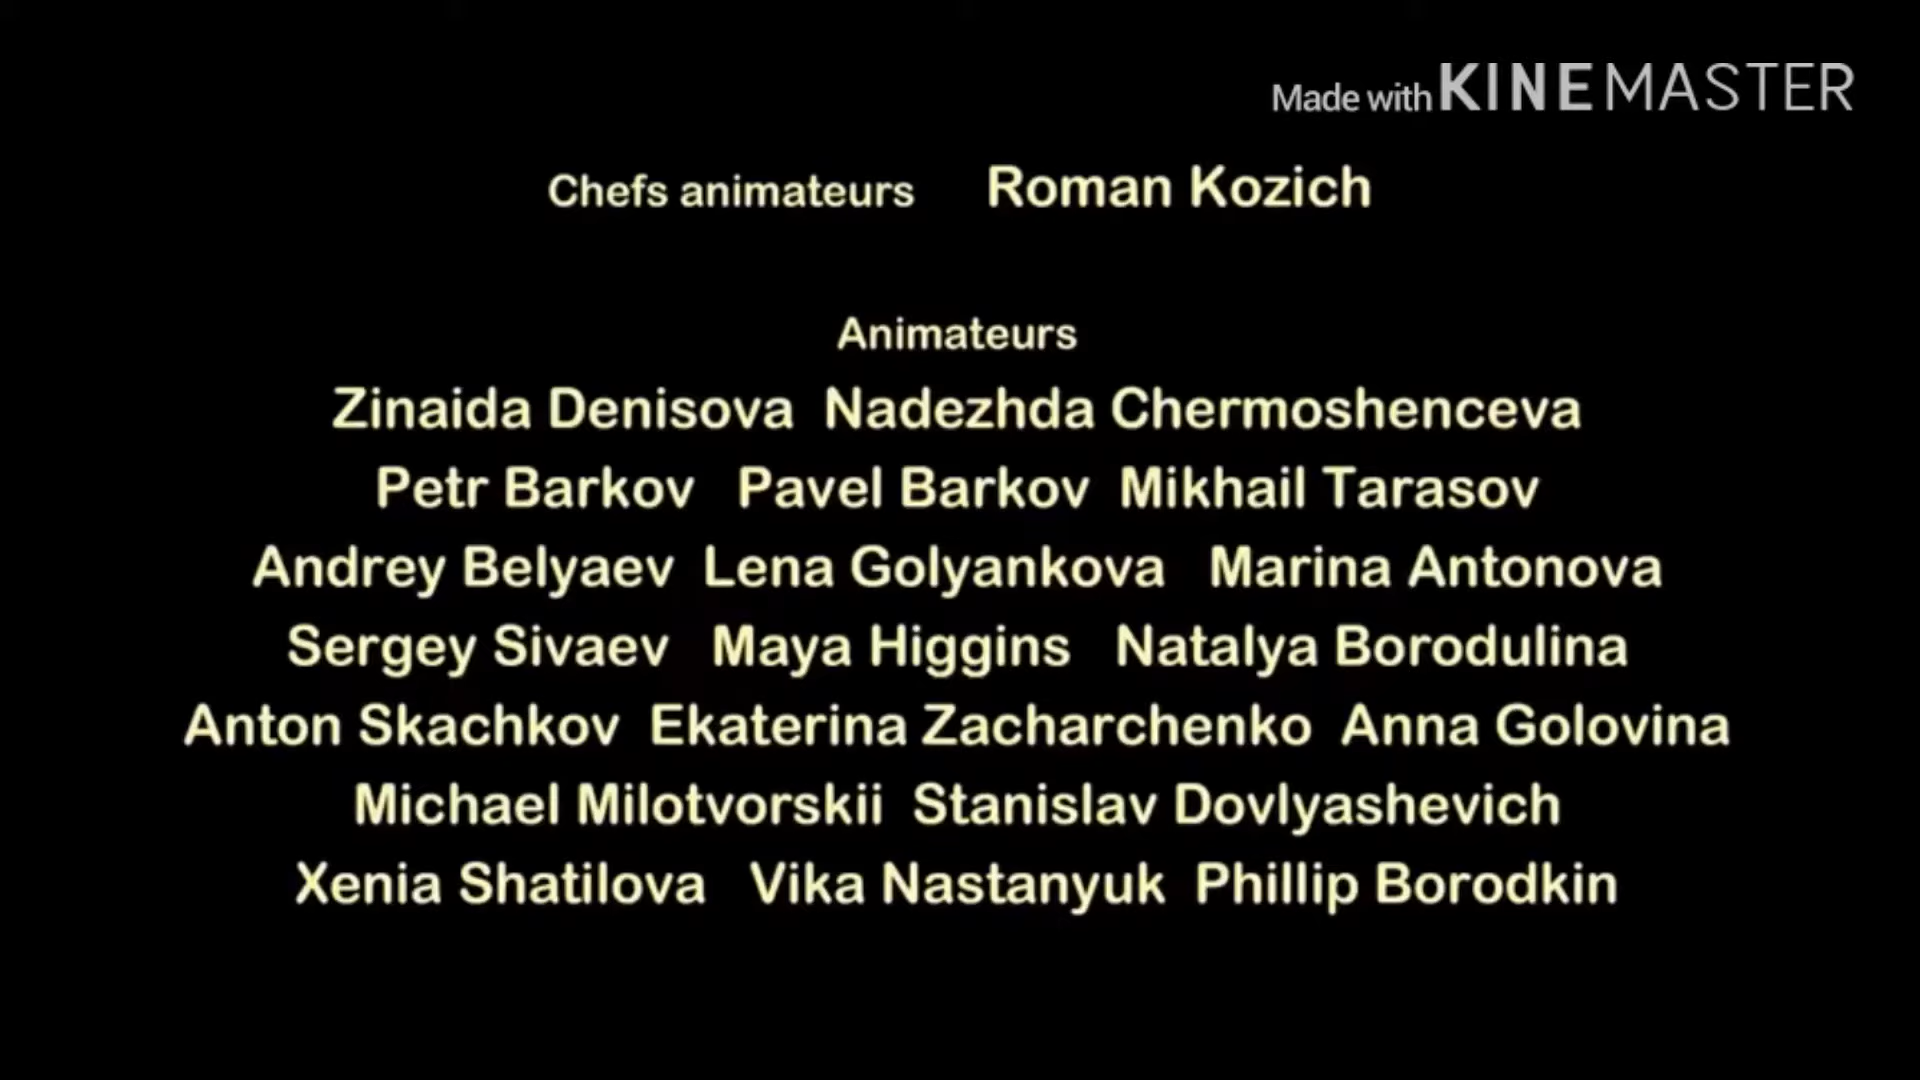 Made with KINEMASTER
Chefs animateurs Roman Kozich
Animateurs
Zinaida Denisova Nadezhda Chermoshenceva
Petr Barkov Pavel Barkov Mikhail Tarasov
Andrey Belyaev Lena Golyankova Marina Antonova
Sergey Sivaev Maya Higgins Natalya Borodulina
Anton Skachkov Ekaterina Zacharchenko Anna Golovina
Michael Milotvorskii Stanislav Dovlyashevich
Xenia Shatilova Vika Nastanyuk Phillip Borodkin